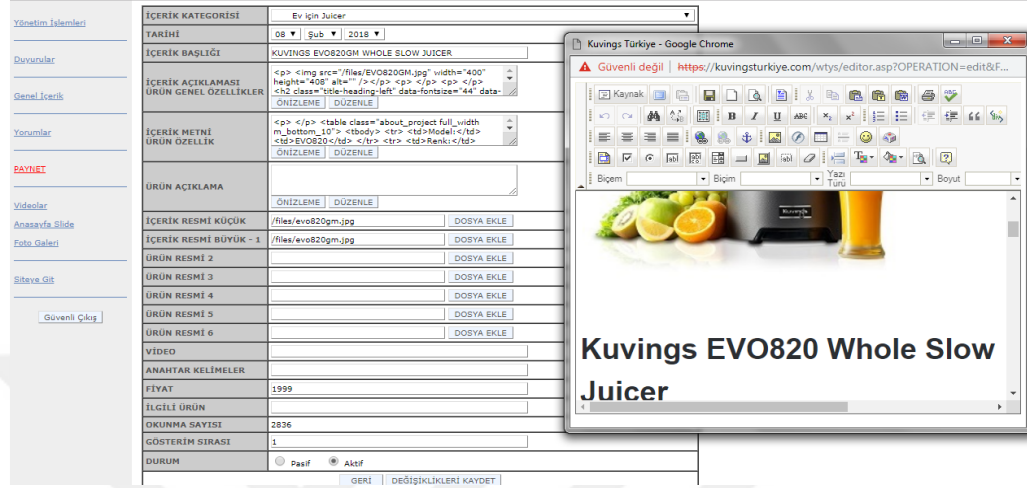 Yönetim İşlemleri
Duyurular
Genel İçerik
Yorumlar
PAYNET
Videolar
Anasayfa Slide
Foto Galeri
Siteye Git
Güvenli Çıkış
İÇERİK KATEGORİSİ Ev için Juicer
TARİHİ 08 Şub 2018
İÇERİK BAŞLIĞI KUVINGS EVO820GM WHOLE SLOW JUICER
İÇERİK AÇIKLAMASI
ÜRÜN GENEL ÖZELLİKLER
<p> <img src="/files/EVO820GM.jpg" width="400"
height="408" alt="" /></p> <p> </p> <p> </p>
<h2 class="title-heading-left" data-fontsize="44" data-
ÖNİZLEME DÜZENLE
İÇERİK METNİ
ÜRÜN ÖZELLİK
<p> </p> <table class="about_project full_width
m_bottom_10"> <tbody> <tr> <td>Model:</td>
<td>EVO820</td> </tr> <tr> <td>Renk:</td>
ÖNİZLEME DÜZENLE
ÜRÜN AÇIKLAMA
ÖNİZLEME DÜZENLE
İÇERİK RESMİ KÜÇÜK /files/evo820gm.jpg DOSYA EKLE
İÇERİK RESMİ BÜYÜK - 1 /files/evo820gm.jpg DOSYA EKLE
ÜRÜN RESMİ 2 DOSYA EKLE
ÜRÜN RESMİ 3 DOSYA EKLE
ÜRÜN RESMİ 4 DOSYA EKLE
ÜRÜN RESMİ 5 DOSYA EKLE
ÜRÜN RESMİ 6 DOSYA EKLE
VİDEO
ANAHTAR KELİMELER
FİYAT 1999
İLGİLİ ÜRÜN
OKUNMA SAYISI 2836
GÖSTERİM SIRASI 1
DURUM Pasif Aktif
GERİ DEĞİŞİKLİKLERİ KAYDET
Kuvings Türkiye - Google Chrome
Güvenli değil | https://kuvingsturkiye.com/wtys/editor.asp?OPERATION=edit&F...
Kaynak
B I U ABC x₂ x²
Biçem Biçim Yazı Türü Boyut
Kuvings
Kuvings EVO820 Whole Slow
Juicer